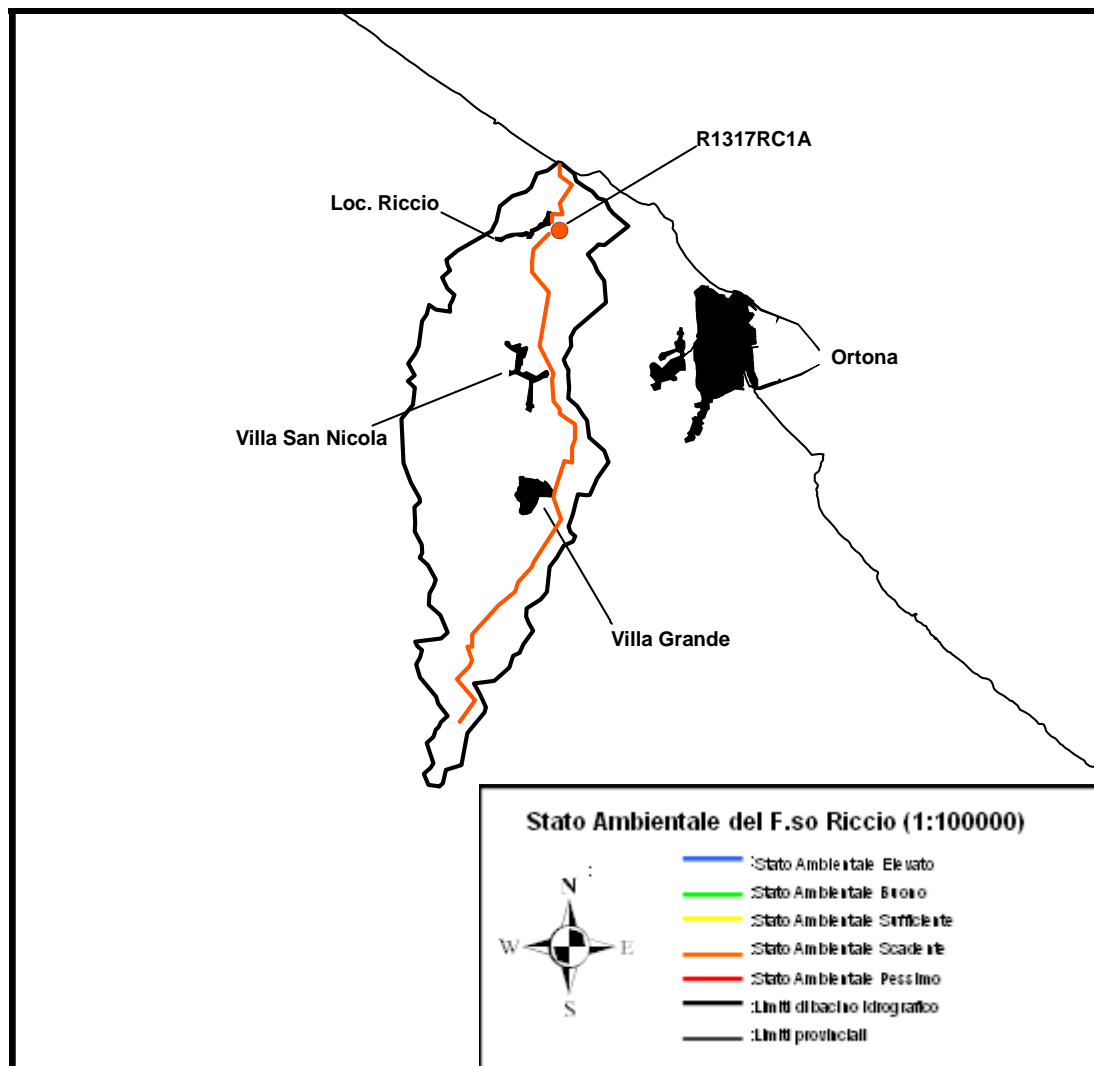 R1317RC1A
Loc. Riccio
Ortona
Villa San Nicola
Villa Grande
Stato Ambientale del F.so Riccio (1:100000)
:
N
W E
S
:Stato Ambientale Elevato
:Stato Ambientale Buono
:Stato Ambientale Sufficiente
:Stato Ambientale Scadente
:Stato Ambientale Pessimo
:Limiti di bacino Idrografico
:Limiti provinciali